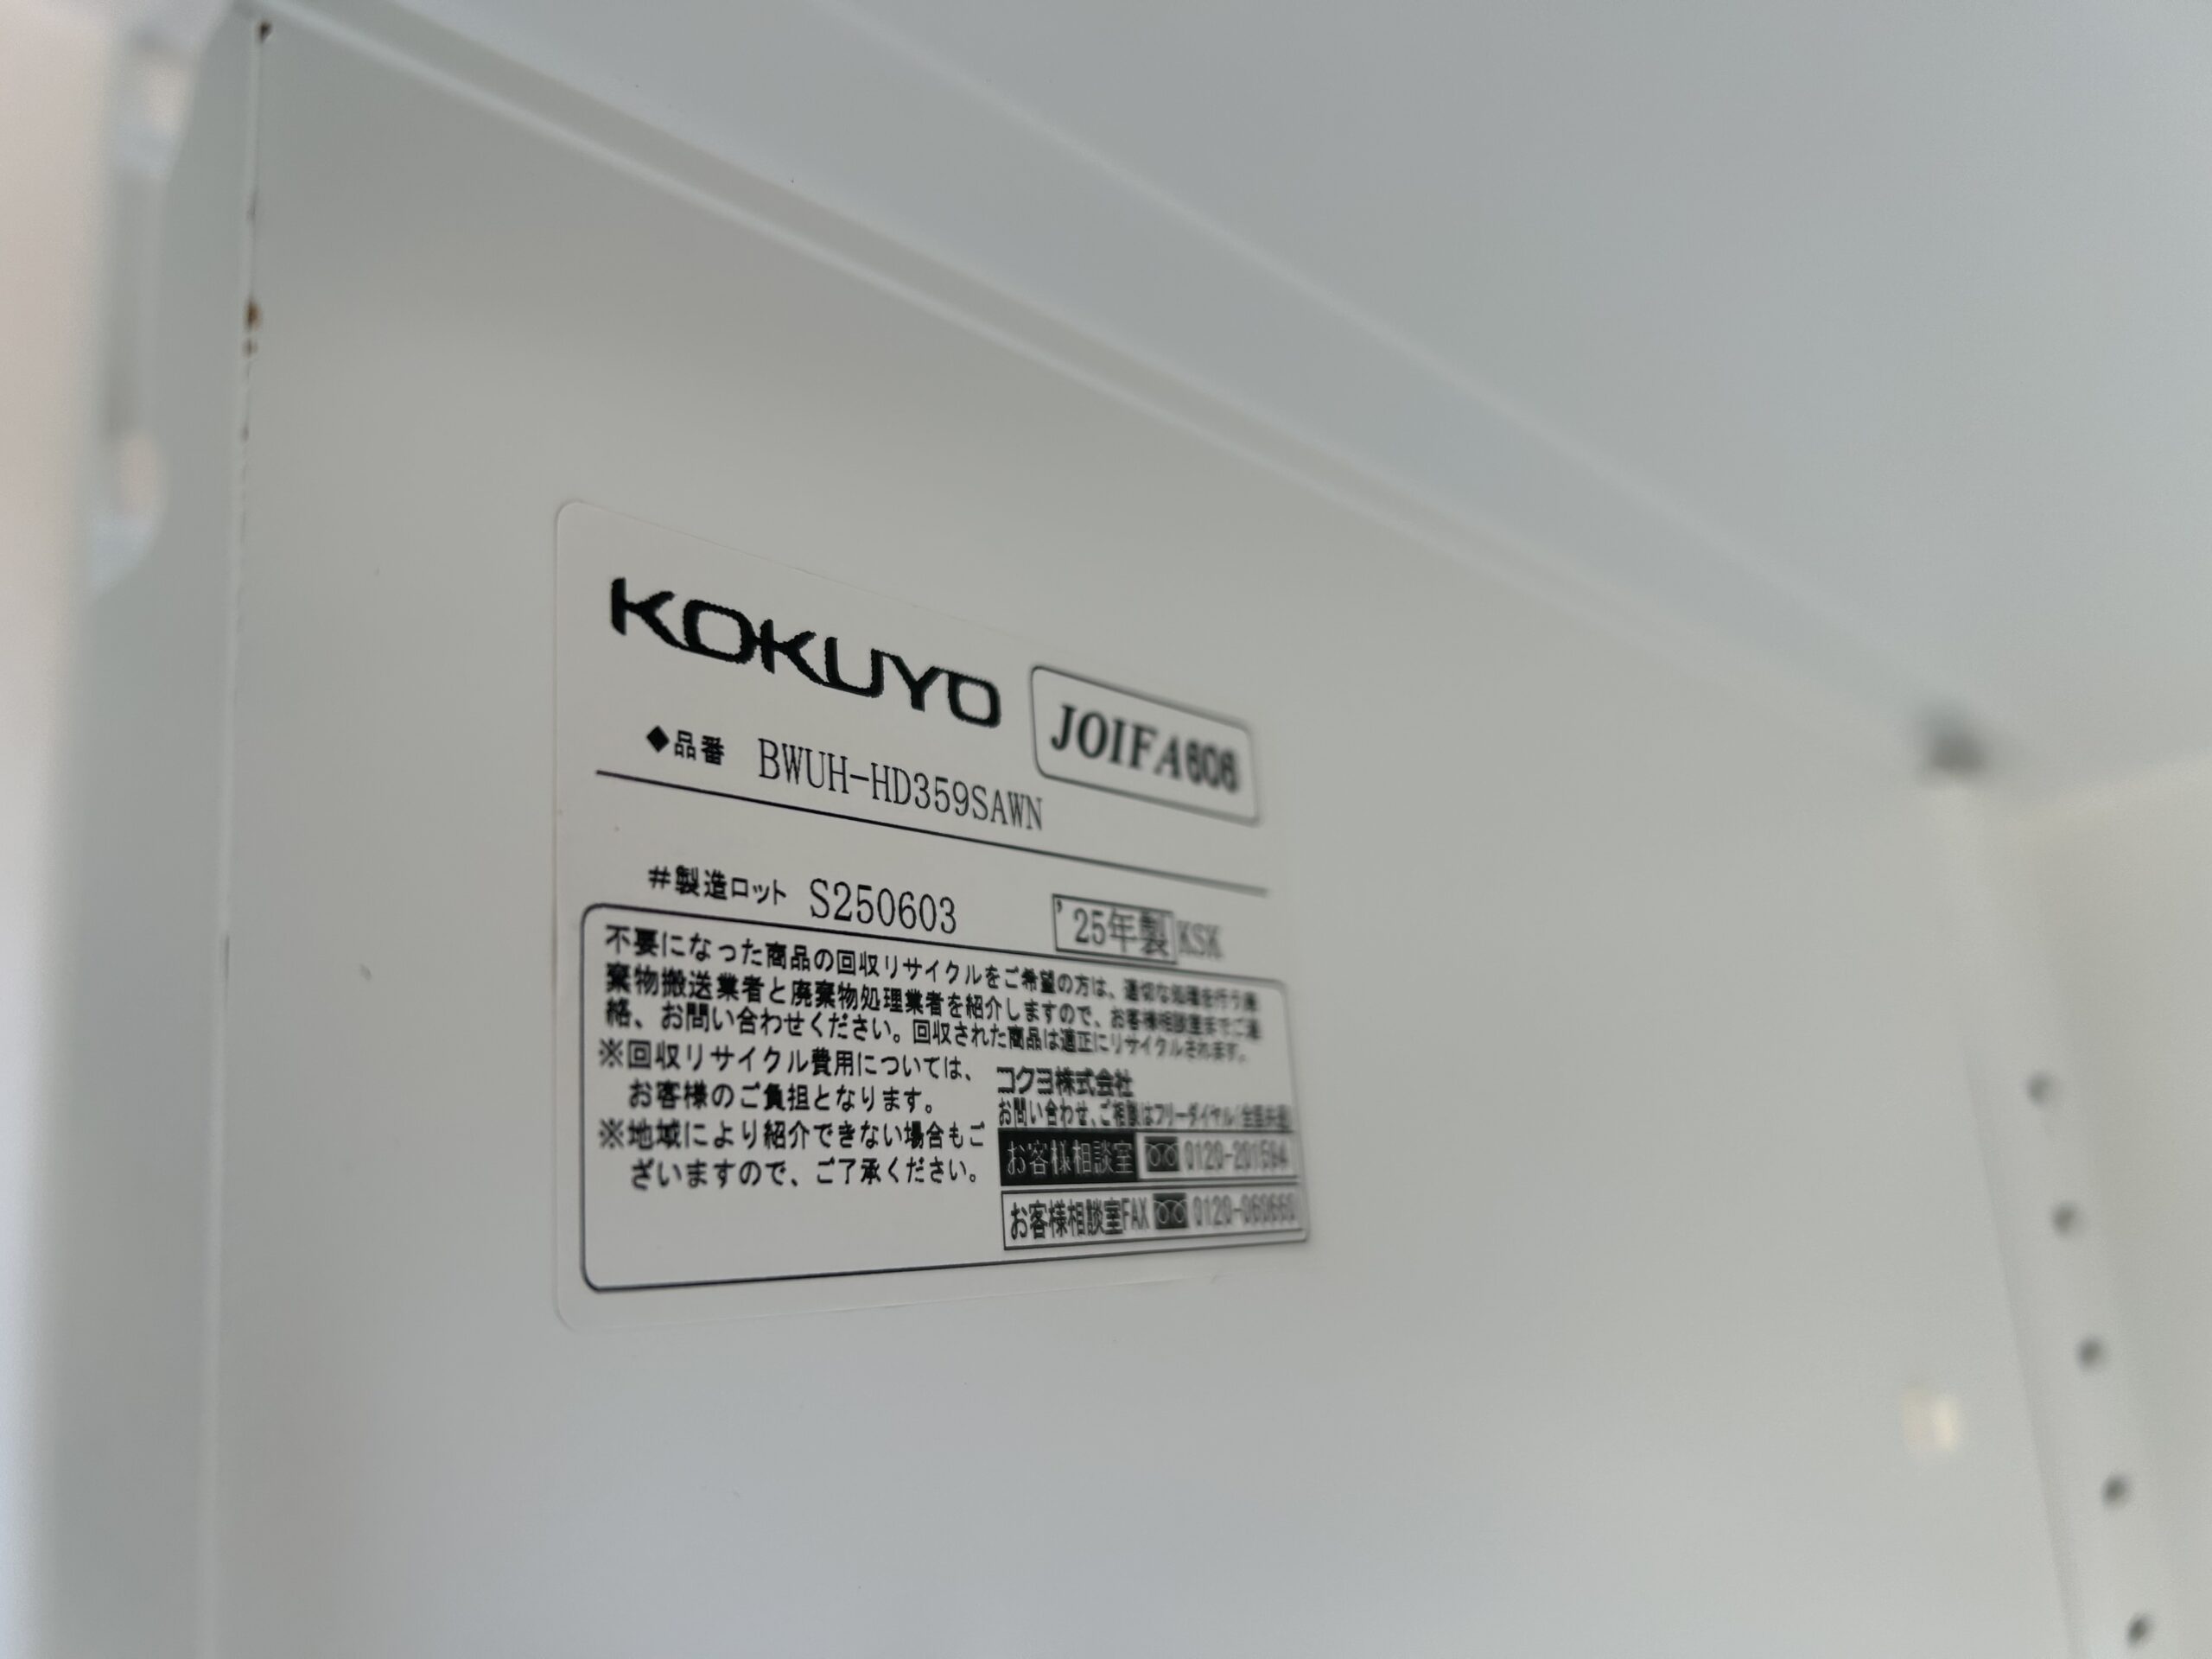 KOKUYO
JOIFA606
◆品番 BWUH-HD359SAWN
#製造ロット S250603
'25年製 KSK
不要になった商品の回収リサイクルをご希望の方は、適切な処理を行う廃
棄物搬送業者と廃棄物処理業者を紹介しますので、お客様相談室までご連
絡、お問い合わせください。回収された商品は適正にリサイクルされます。
※回収リサイクル費用については、
お客様のご負担となります。
※地域により紹介できない場合もご
ざいますので、ご了承ください。
コクヨ株式会社
お問い合わせ、ご相談はフリーダイヤル
お客様相談室 0120-201594
お客様相談室FAX